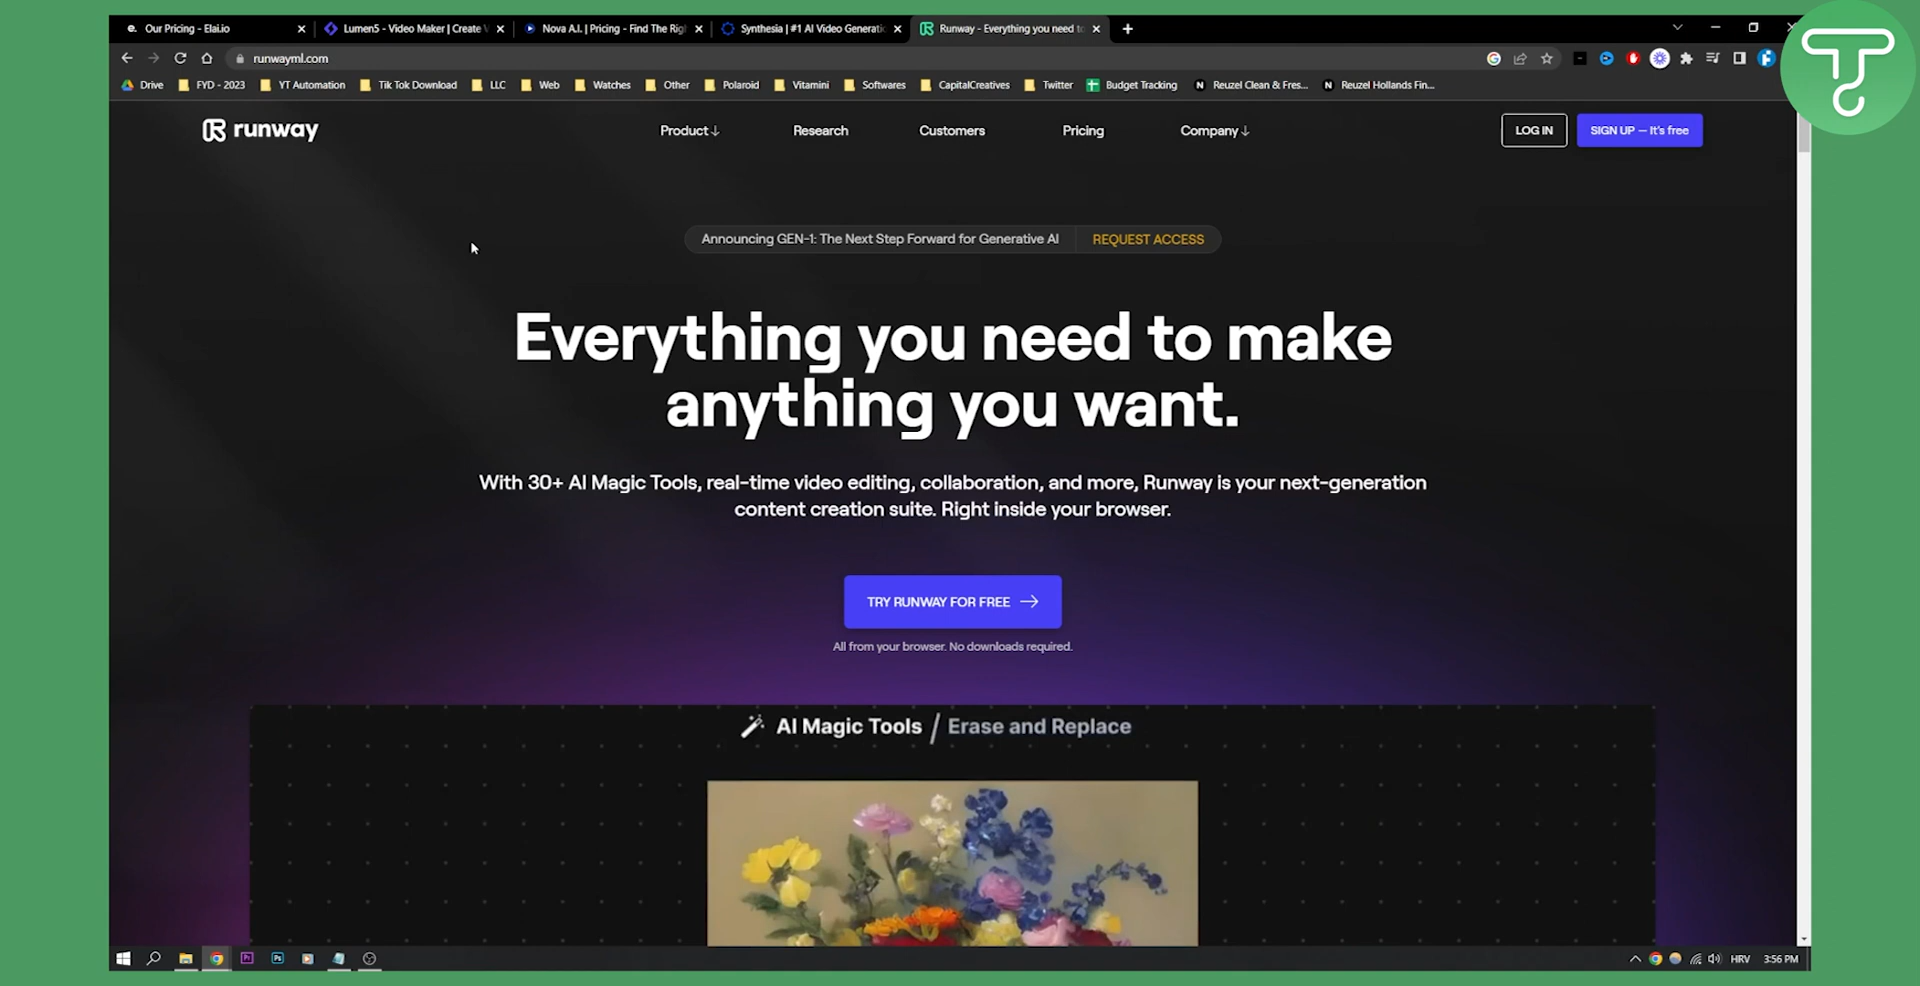 Our Pricing - Elai.io
Lumen5 - Video Maker | Create V
Nova A.I. | Pricing - Find The Rig
Synthesia | #1 AI Video Generati
Runway - Everything you need to
runwayml.com
Drive
FYD - 2023
YT Automation
Tik Tok Download
LLC
Web
Watches
Other
Polaroid
Vitamini
Softwares
CapitalCreatives
Twitter
Budget Tracking
Reuzel Clean & Fres...
Reuzel Hollands Fin...
runway
Product↓
Research
Customers
Pricing
Company↓
LOG IN
SIGN UP — It's free
Announcing GEN-1: The Next Step Forward for Generative AI
REQUEST ACCESS
Everything you need to make
anything you want.
With 30+ AI Magic Tools, real-time video editing, collaboration, and more, Runway is your next-generation
content creation suite. Right inside your browser.
TRY RUNWAY FOR FREE →
All from your browser. No downloads required.
AI Magic Tools / Erase and Replace
Pr
Ps
HRV
3:56 PM